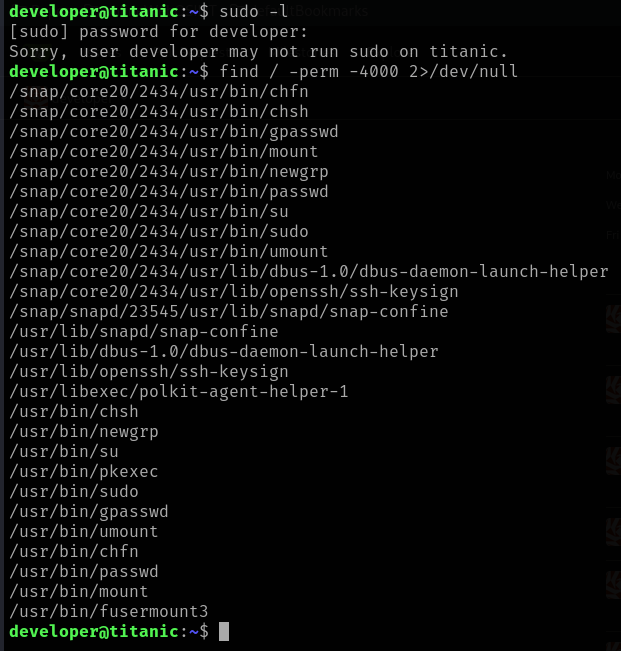 developer@titanic:~$ sudo -l
[sudo] password for developer:
Sorry, user developer may not run sudo on titanic.
developer@titanic:~$ find / -perm -4000 2>/dev/null
/snap/core20/2434/usr/bin/chfn
/snap/core20/2434/usr/bin/chsh
/snap/core20/2434/usr/bin/gpasswd
/snap/core20/2434/usr/bin/mount
/snap/core20/2434/usr/bin/newgrp
/snap/core20/2434/usr/bin/passwd
/snap/core20/2434/usr/bin/su
/snap/core20/2434/usr/bin/sudo
/snap/core20/2434/usr/bin/umount
/snap/core20/2434/usr/lib/dbus-1.0/dbus-daemon-launch-helper
/snap/core20/2434/usr/lib/openssh/ssh-keysign
/snap/snapd/23545/usr/lib/snapd/snap-confine
/usr/lib/snapd/snap-confine
/usr/lib/dbus-1.0/dbus-daemon-launch-helper
/usr/lib/openssh/ssh-keysign
/usr/libexec/polkit-agent-helper-1
/usr/bin/chsh
/usr/bin/newgrp
/usr/bin/su
/usr/bin/pkexec
/usr/bin/sudo
/usr/bin/gpasswd
/usr/bin/umount
/usr/bin/chfn
/usr/bin/passwd
/usr/bin/mount
/usr/bin/fusermount3
developer@titanic:~$